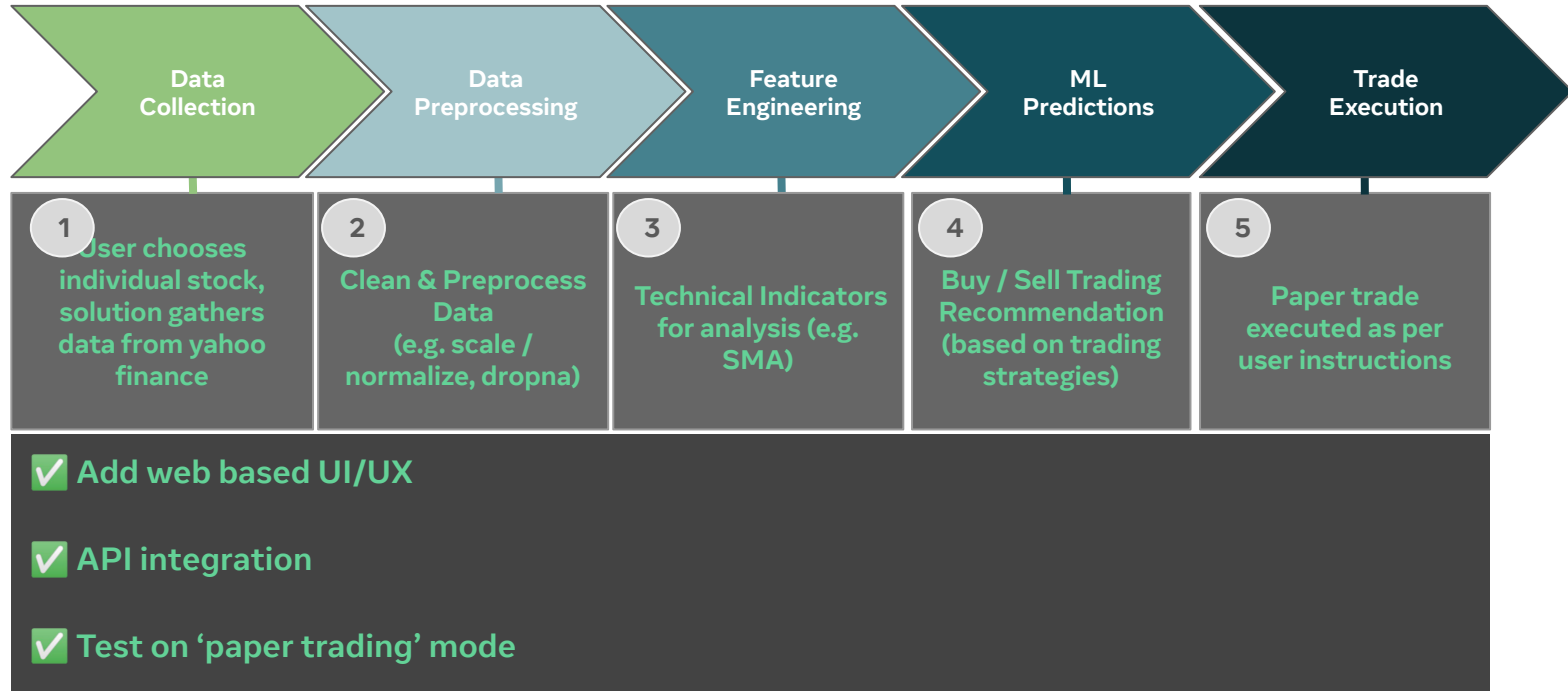 Data
Collection
Data
Preprocessing
Feature
Engineering
ML
Predictions
Trade
Execution
1
User chooses
individual stock,
solution gathers
data from yahoo
finance
2
Clean & Preprocess
Data
(e.g. scale /
normalize, dropna)
3
Technical Indicators
for analysis (e.g.
SMA)
4
Buy / Sell Trading
Recommendation
(based on trading
strategies)
5
Paper trade
executed as per
user instructions
✅ Add web based UI/UX
✅ API integration
✅ Test on ‘paper trading’ mode